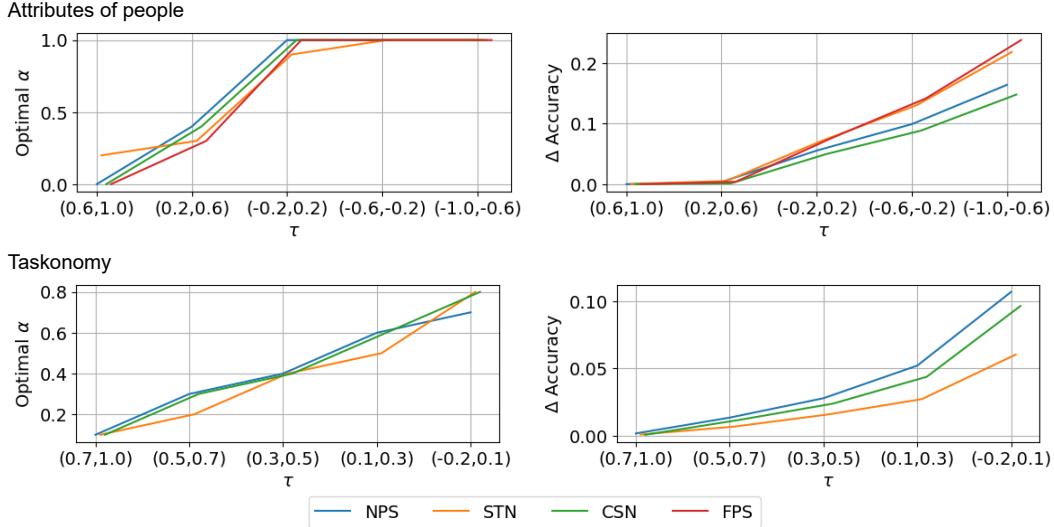 Attributes of people
1.0
0.5
0.0
Optimal α
(0.6,1.0) (0.2,0.6) (-0.2,0.2) (-0.6,-0.2) (-1.0,-0.6)
τ
0.2
0.1
0.0
Δ Accuracy
(0.6,1.0) (0.2,0.6) (-0.2,0.2) (-0.6,-0.2) (-1.0,-0.6)
τ
Taskonomy
0.8
0.6
0.4
0.2
Optimal α
(0.7,1.0) (0.5,0.7) (0.3,0.5) (0.1,0.3) (-0.2,0.1)
τ
0.10
0.05
0.00
Δ Accuracy
(0.7,1.0) (0.5,0.7) (0.3,0.5) (0.1,0.3) (-0.2,0.1)
τ
NPS STN CSN FPS